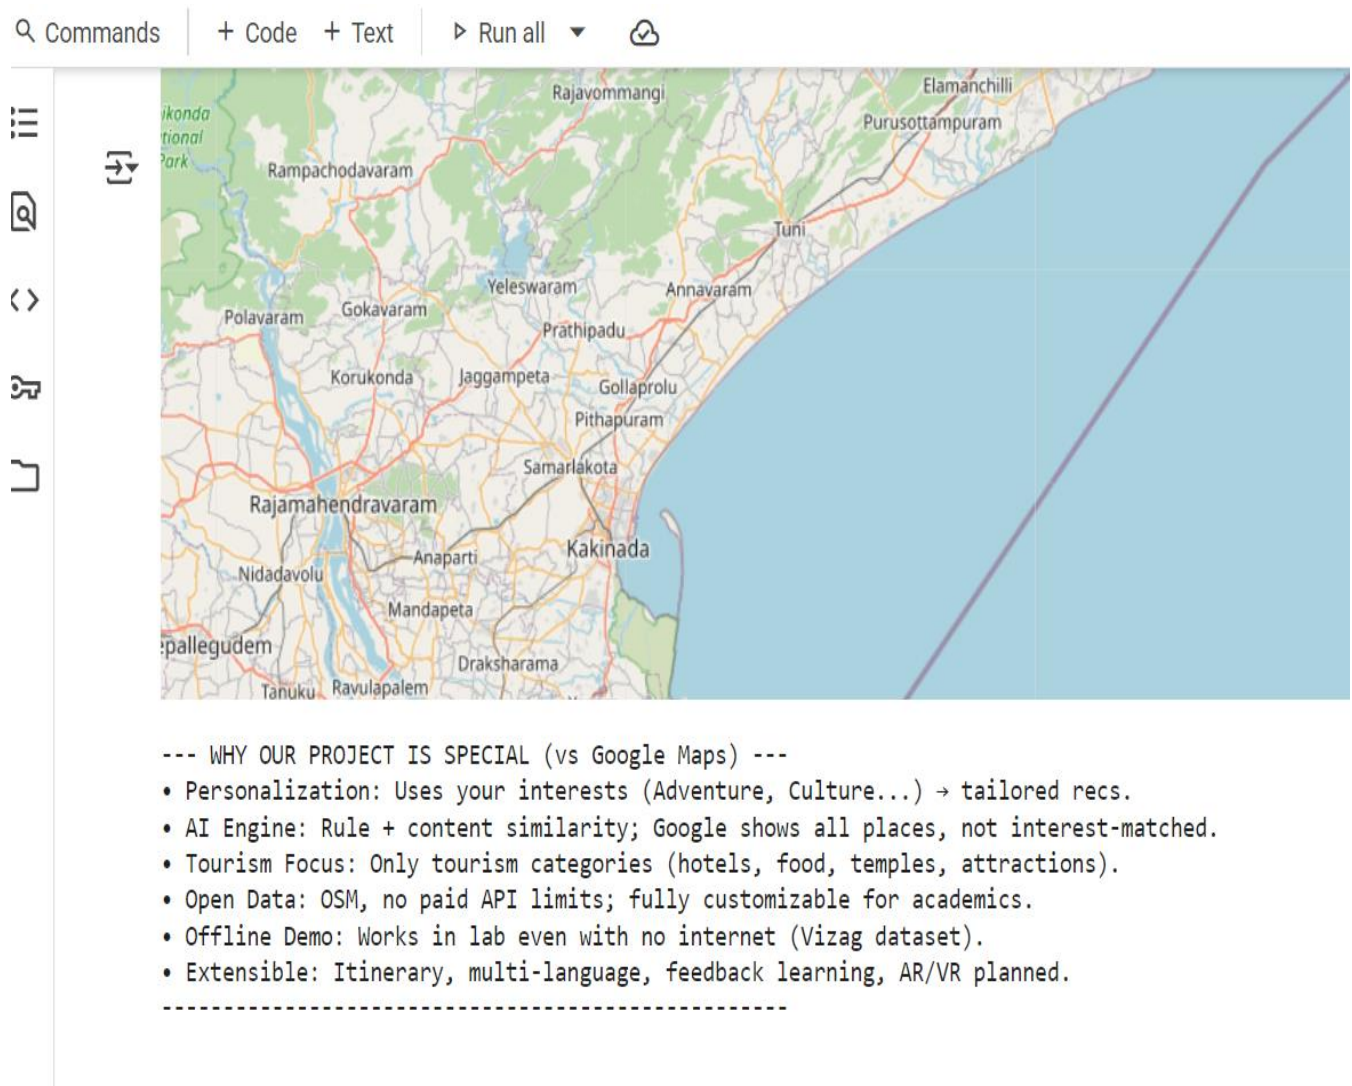 Commands + Code + Text Run all
Rajavommangi
Elamanchilli
Purusottampuram
ikonda
tional
Park
Rampachodavaram
Tuni
Yeleswaram
Annavaram
Polavaram
Gokavaram
Prathipadu
Korukonda
Jaggampeta
Gollaprolu
Pithapuram
Samarlakota
Rajamahendravaram
Kakinada
Anaparti
Nidadavolu
Mandapeta
epallegudem
Draksharama
Tanuku
Ravulapalem
--- WHY OUR PROJECT IS SPECIAL (vs Google Maps) ---
• Personalization: Uses your interests (Adventure, Culture...) → tailored recs.
• AI Engine: Rule + content similarity; Google shows all places, not interest-matched.
• Tourism Focus: Only tourism categories (hotels, food, temples, attractions).
• Open Data: OSM, no paid API limits; fully customizable for academics.
• Offline Demo: Works in lab even with no internet (Vizag dataset).
• Extensible: Itinerary, multi-language, feedback learning, AR/VR planned.
---------------------------------------------------